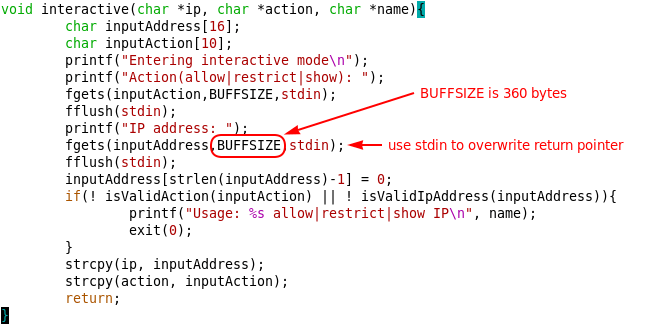 void interactive(char *ip, char *action, char *name){
        char inputAddress[16];
        char inputAction[10];
        printf("Entering interactive mode\n");
        printf("Action(allow|restrict|show): ");
        fgets(inputAction,BUFFSIZE,stdin);
BUFFSIZE is 360 bytes
        fflush(stdin);
        printf("IP address: ");
        fgets(inputAddress,BUFFSIZE,stdin);
use stdin to overwrite return pointer
        fflush(stdin);
        inputAddress[strlen(inputAddress)-1] = 0;
        if(! isValidAction(inputAction) || ! isValidIpAddress(inputAddress)){
                printf("Usage: %s allow|restrict|show IP\n", name);
                exit(0);
        }
        strcpy(ip, inputAddress);
        strcpy(action, inputAction);
        return;
}